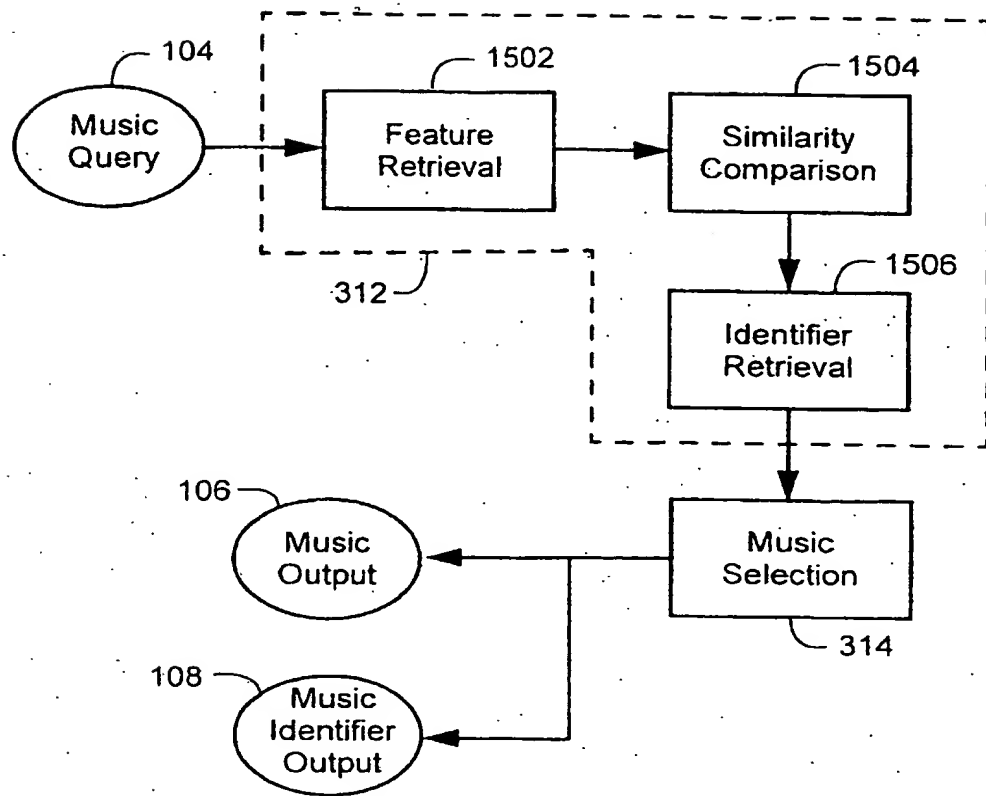 104
1502
1504
Music
Query
Feature
Retrieval
Similarity
Comparison
312
1506
Identifier
Retrieval
106
Music
Output
Music
Selection
314
108
Music
Identifier
Output